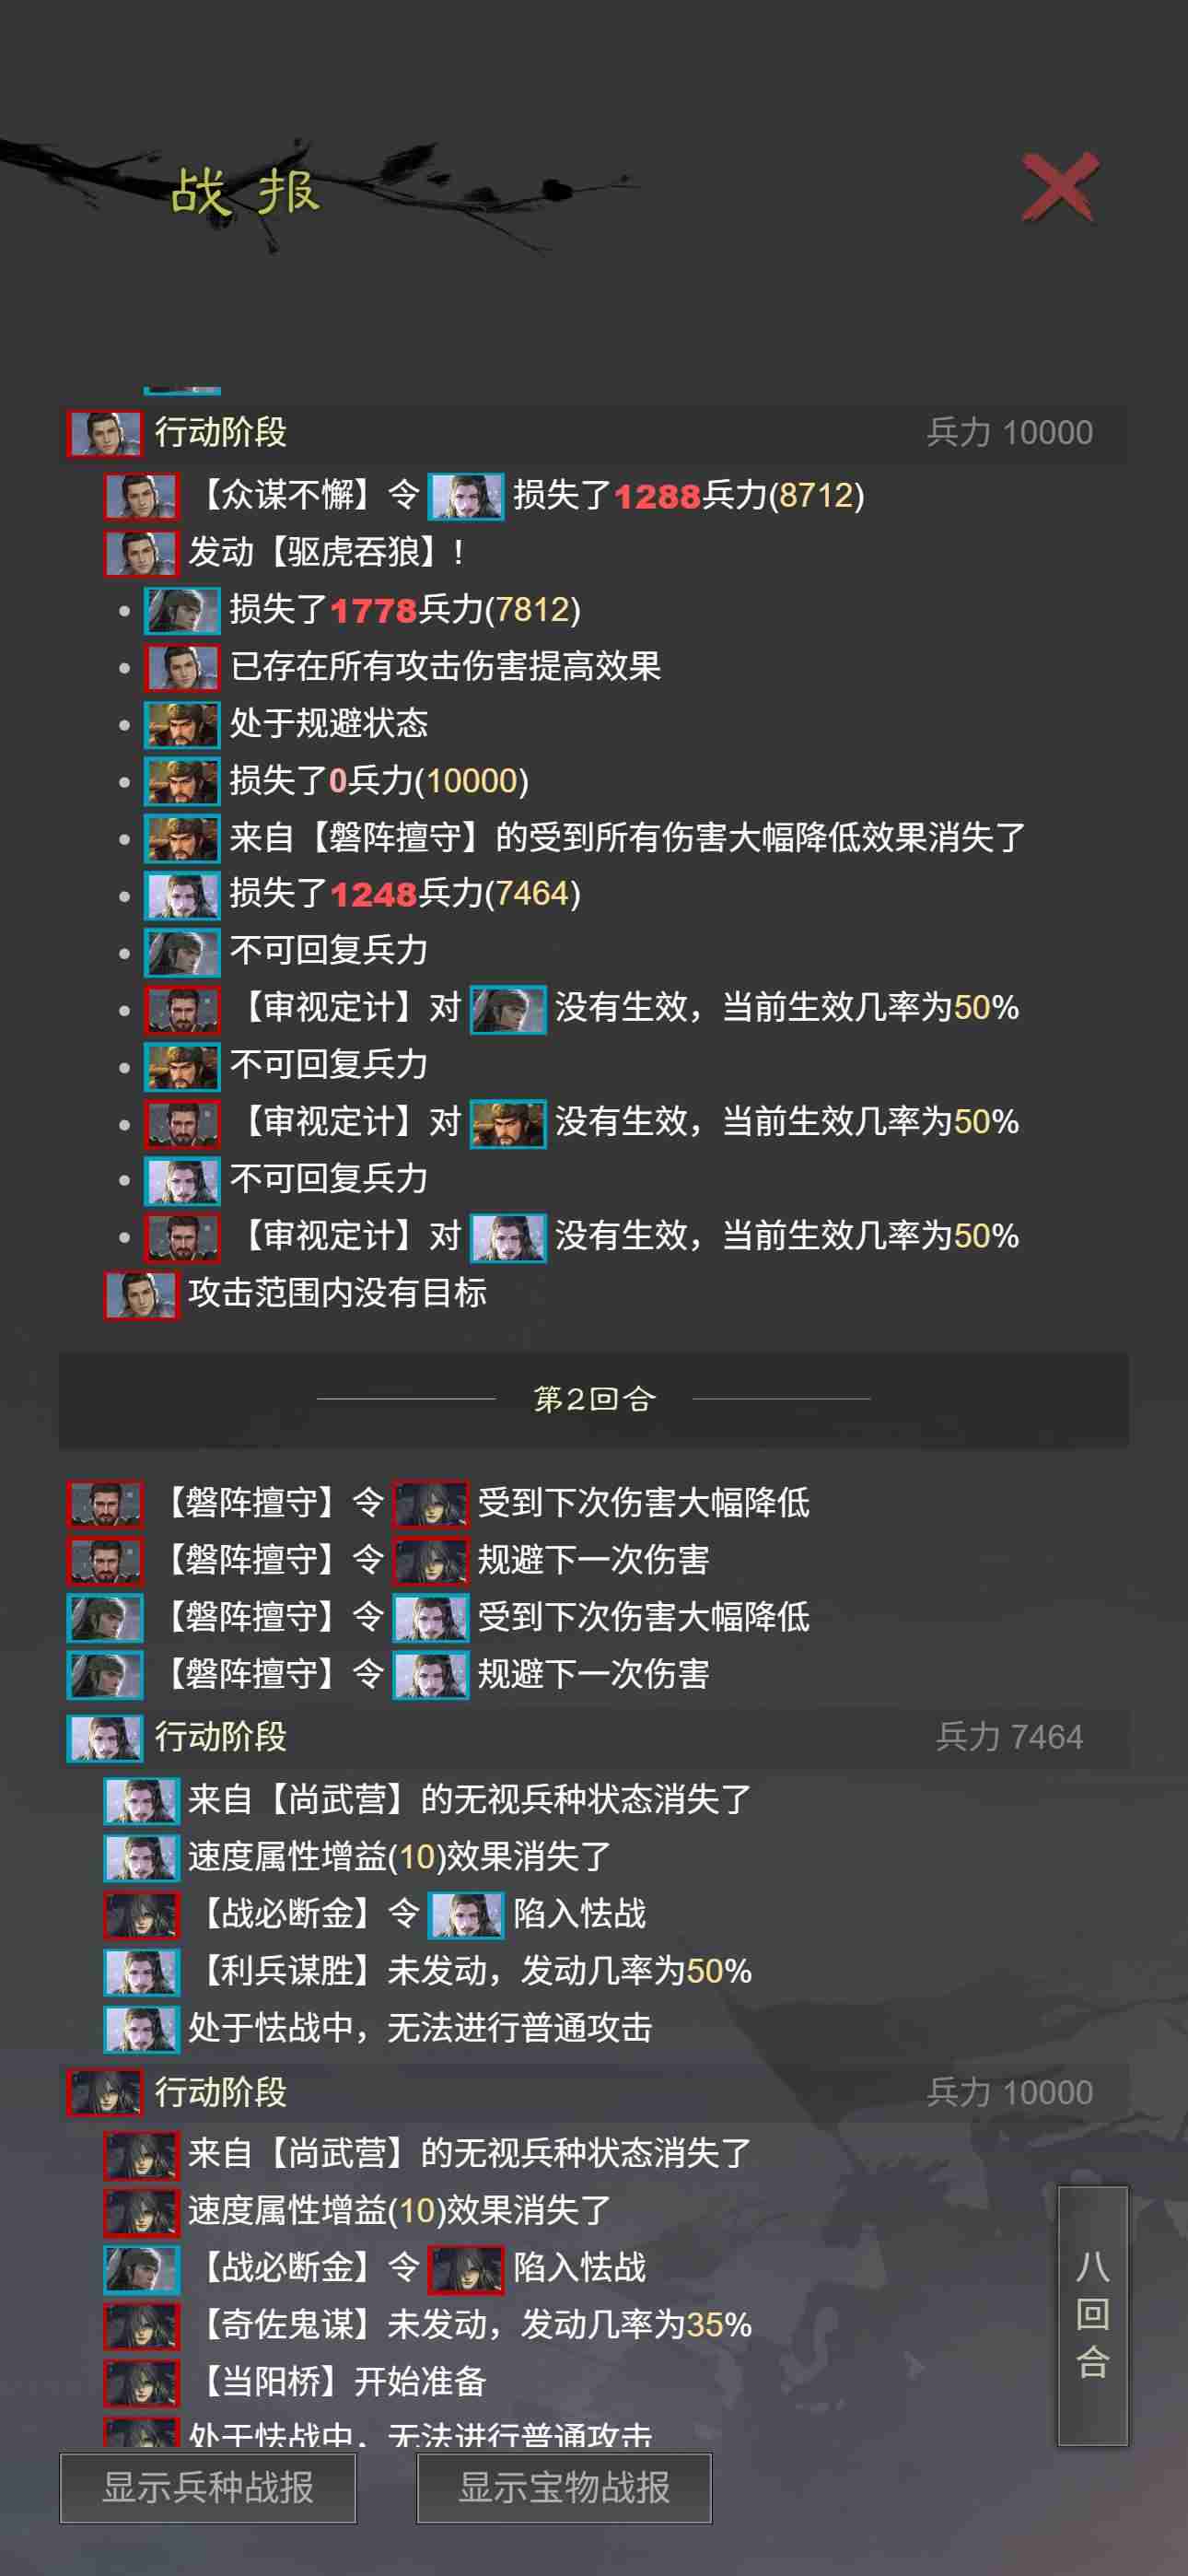 战报
行动阶段 兵力 10000
【众谋不懈】令 损失了1288兵力(8712)
发动【驱虎吞狼】!
损失了1778兵力(7812)
已存在所有攻击伤害提高效果
处于规避状态
损失了0兵力(10000)
来自【磐阵擅守】的受到所有伤害大幅降低效果消失了
损失了1248兵力(7464)
不可回复兵力
【审视定计】对 没有生效，当前生效几率为50%
不可回复兵力
【审视定计】对 没有生效，当前生效几率为50%
不可回复兵力
【审视定计】对 没有生效，当前生效几率为50%
攻击范围内没有目标
第2回合
【磐阵擅守】令 受到下次伤害大幅降低
【磐阵擅守】令 规避下一次伤害
【磐阵擅守】令 受到下次伤害大幅降低
【磐阵擅守】令 规避下一次伤害
行动阶段 兵力 7464
来自【尚武营】的无视兵种状态消失了
速度属性增益(10)效果消失了
【战必断金】令 陷入怯战
【利兵谋胜】未发动，发动几率为50%
处于怯战中，无法进行普通攻击
行动阶段 兵力 10000
来自【尚武营】的无视兵种状态消失了
速度属性增益(10)效果消失了
【战必断金】令 陷入怯战
【奇佐鬼谋】未发动，发动几率为35%
【当阳桥】开始准备
处于怯战中，无法进行普通攻击
八回合
显示兵种战报 显示宝物战报